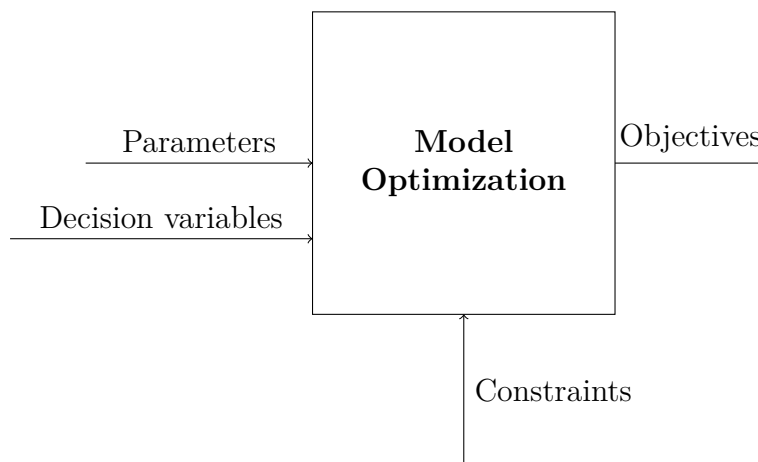 Parameters
Decision variables
Model
Optimization
Objectives
Constraints